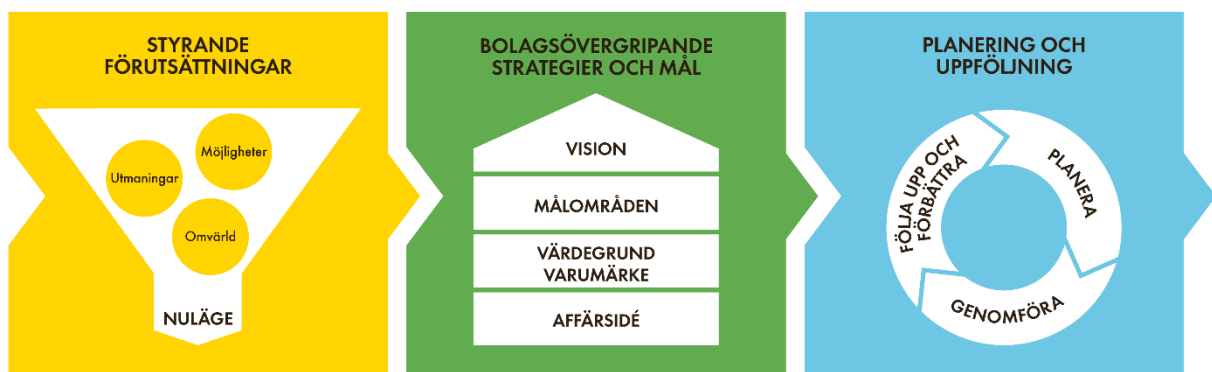 STYRANDE
FÖRUTSÄTTNINGAR
Möjligheter
Utmaningar
Omvärld
NULÄGE
BOLAGSÖVERGRIPANDE
STRATEGIER OCH MÅL
VISION
MÅLOMRÅDEN
VÄRDEGRUND
VARUMÄRKE
AFFÄRSIDÉ
PLANERING OCH
UPPFÖLJNING
PLANERA
GENOMFÖRA
FÖLJA UPP OCH
FÖRBÄTTRA